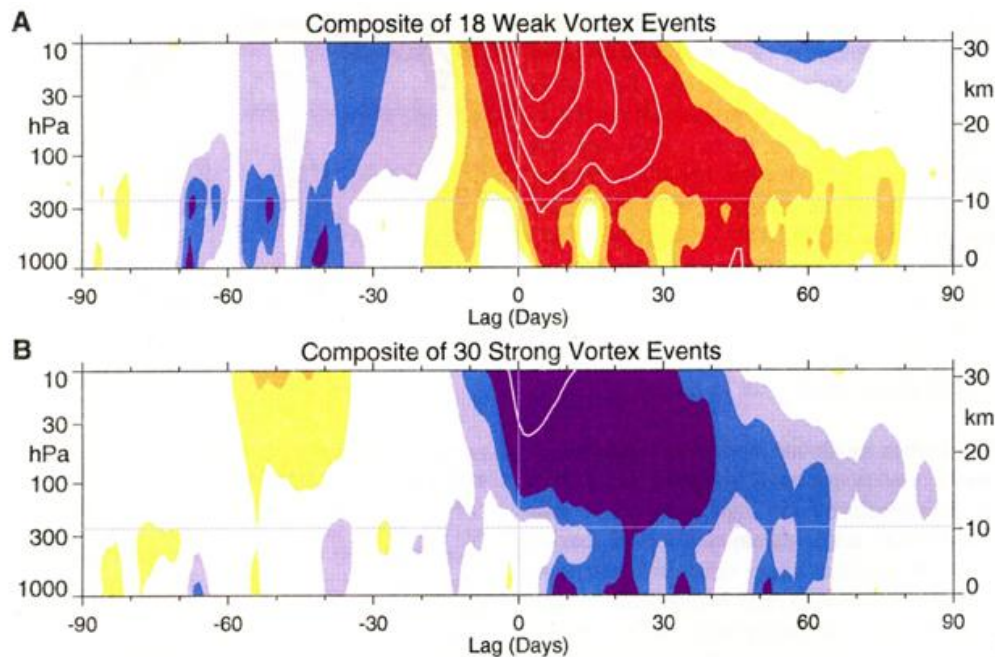 A
Composite of 18 Weak Vortex Events
10
30
hPa
100
300
1000
30
km
20
10
0
-90 -60 -30 0 30 60 90
Lag (Days)
B
Composite of 30 Strong Vortex Events
10
30
hPa
100
300
1000
30
km
20
10
0
-90 -60 -30 0 30 60 90
Lag (Days)